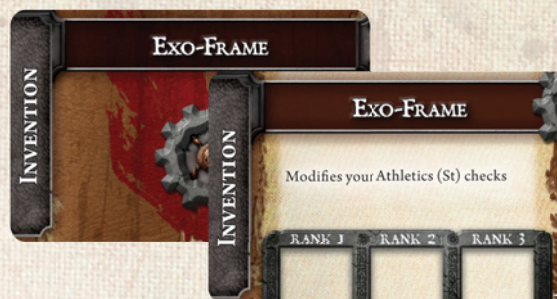 EXO-FRAME
INVENTION
EXO-FRAME
INVENTION
Modifies your Athletics (St) checks
RANK 1 RANK 2 RANK 3